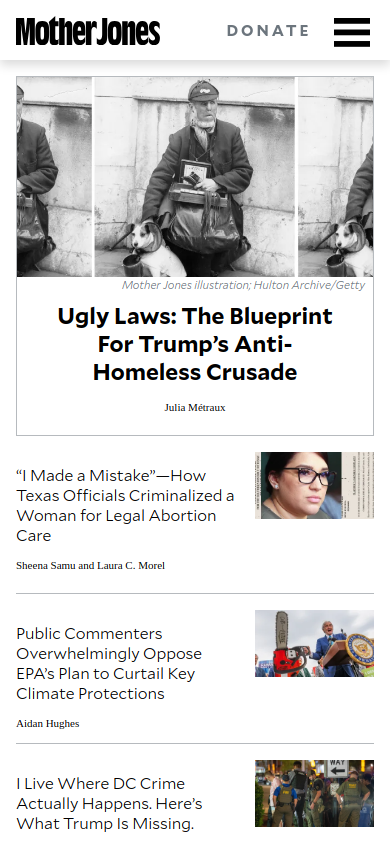 Mother Jones
DONATE
Mother Jones illustration; Hulton Archive/Getty
Ugly Laws: The Blueprint
For Trump’s Anti-
Homeless Crusade
Julia Métraux
“I Made a Mistake”—How
Texas Officials Criminalized a
Woman for Legal Abortion
Care
Sheena Samu and Laura C. Morel
Public Commenters
Overwhelmingly Oppose
EPA’s Plan to Curtail Key
Climate Protections
Aidan Hughes
I Live Where DC Crime
Actually Happens. Here’s
What Trump Is Missing.
WAY